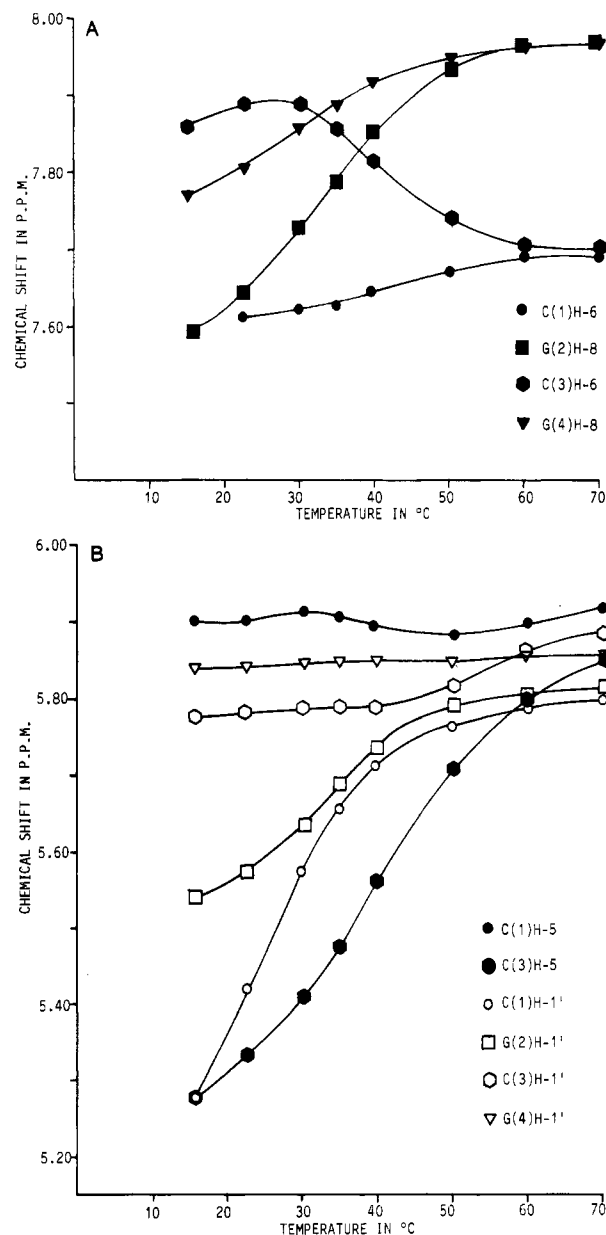 A
8.00
7.80
7.60
CHEMICAL SHIFT IN P.P.M.
C(1)H-6
G(2)H-8
C(3)H-6
G(4)H-8
10 20 30 40 50 60 70
TEMPERATURE IN °C
B
6.00
5.80
5.60
5.40
5.20
CHEMICAL SHIFT IN P.P.M.
C(1)H-5
C(3)H-5
C(1)H-1'
G(2)H-1'
C(3)H-1'
G(4)H-1'
10 20 30 40 50 60 70
TEMPERATURE IN °C